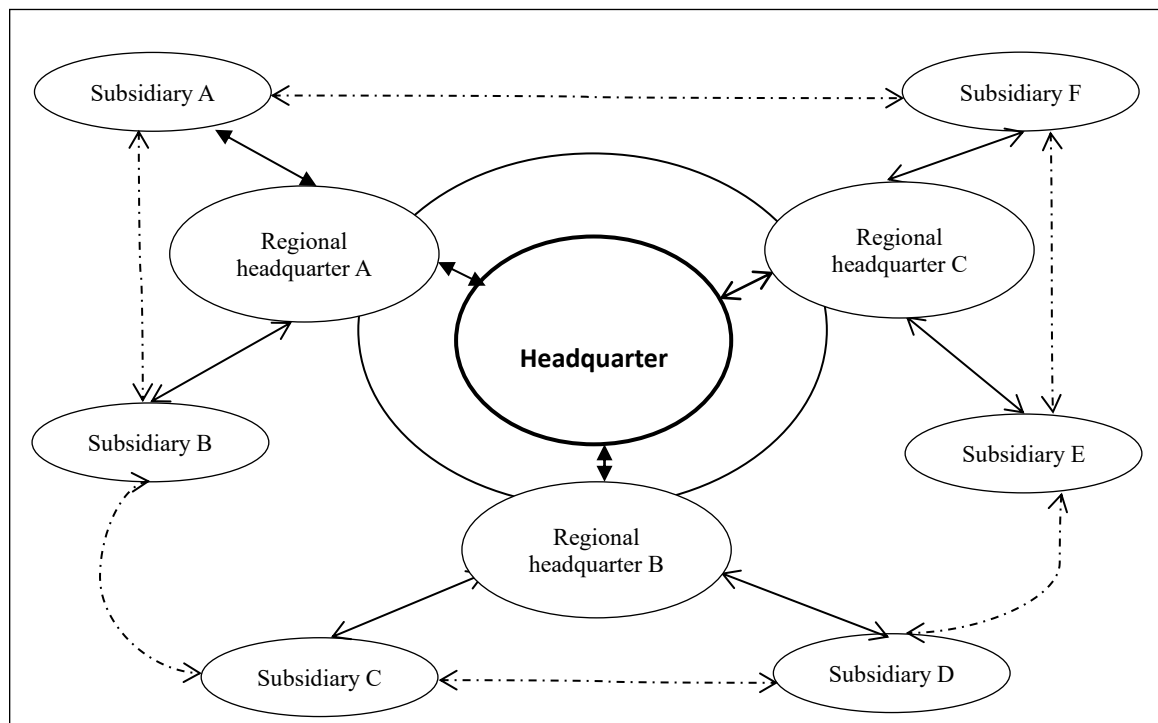 Subsidiary A
Subsidiary F
Regional
headquarter A
Regional
headquarter C
Headquarter
Subsidiary B
Subsidiary E
Regional
headquarter B
Subsidiary C
Subsidiary D